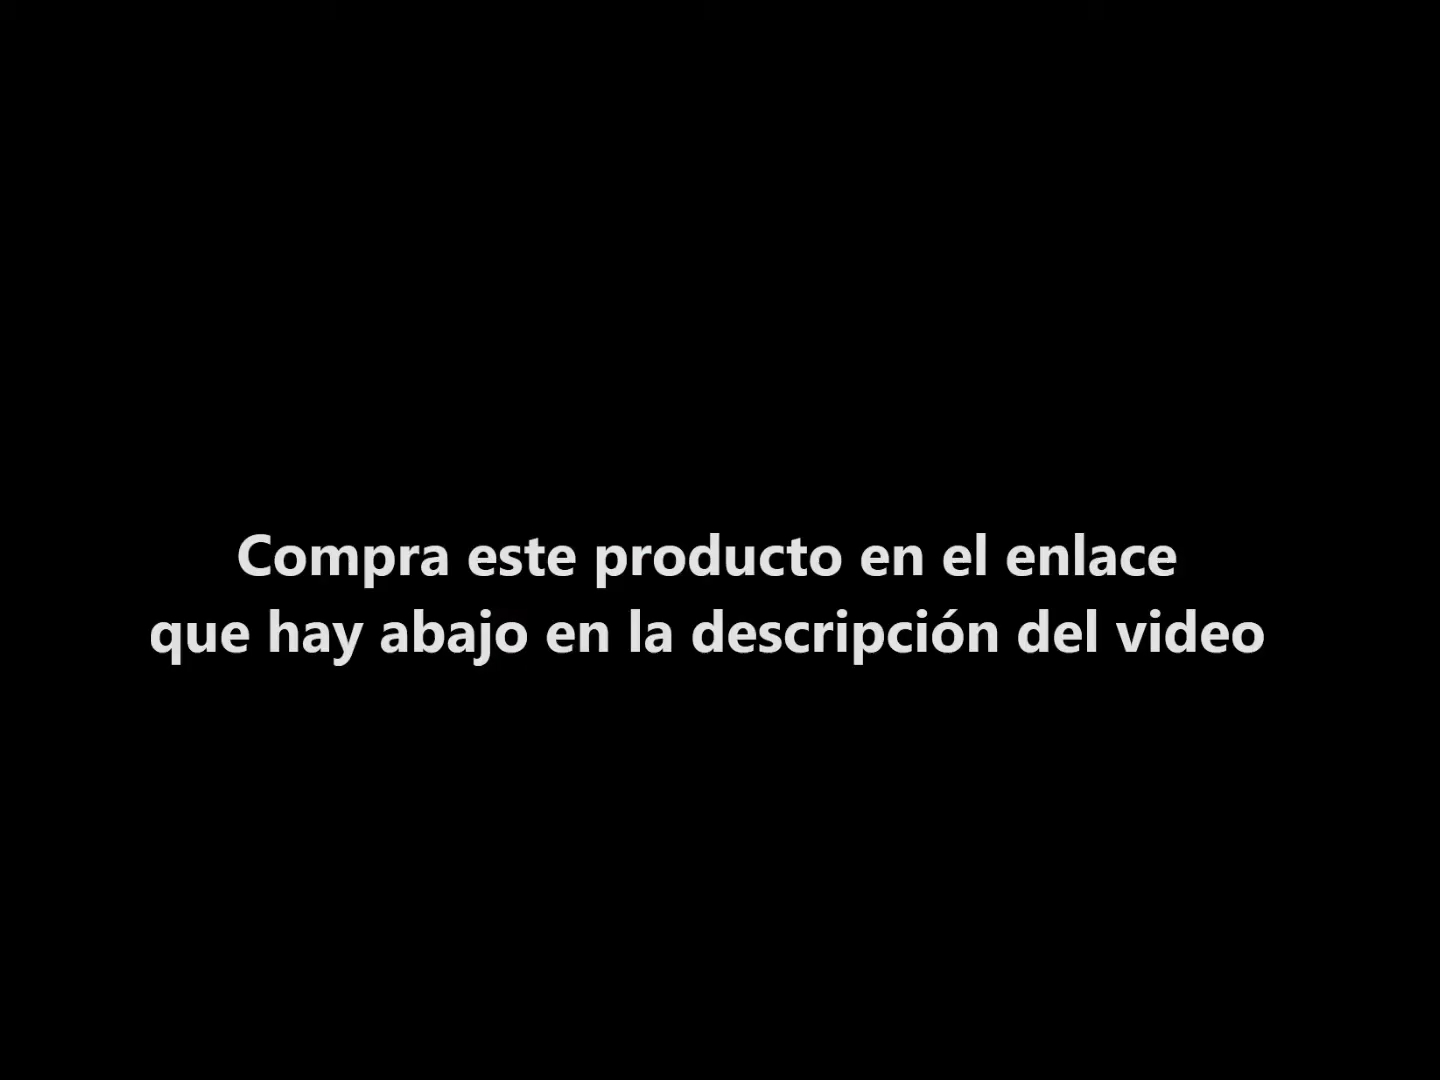 Compra este producto en el enlace
que hay abajo en la descripción del video